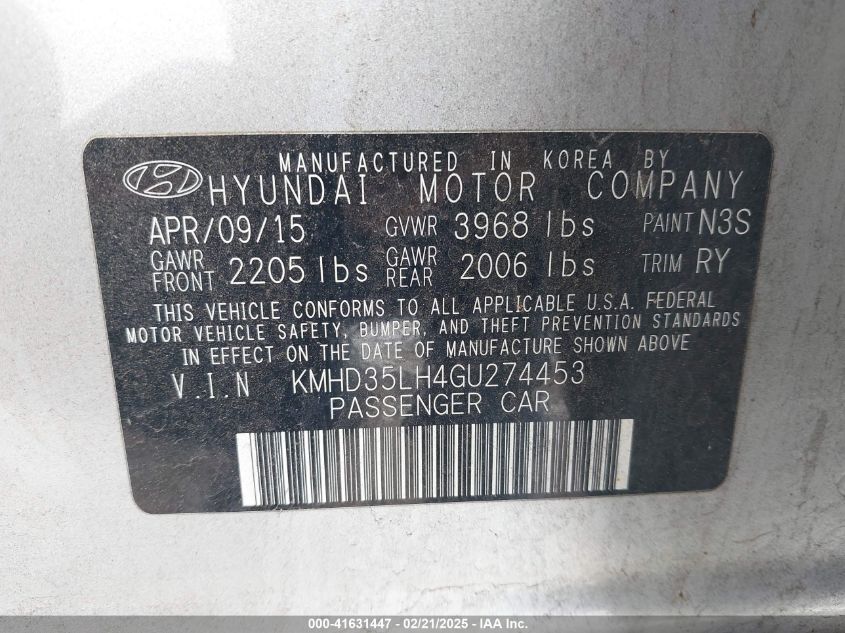 MANUFACTURED IN KOREA BY
HYUNDAI MOTOR COMPANY
APR/09/15 GVWR 3968 lbs PAINT N3S
GAWR FRONT 2205 lbs GAWR REAR 2006 lbs TRIM RY
THIS VEHICLE CONFORMS TO ALL APPLICABLE U.S.A. FEDERAL
MOTOR VEHICLE SAFETY, BUMPER, AND THEFT PREVENTION STANDARDS
IN EFFECT ON THE DATE OF MANUFACTURE SHOWN ABOVE
V.I.N KMHD35LH4GU274453
PASSENGER CAR
000-41631447 - 02/21/2025 - IAA Inc.